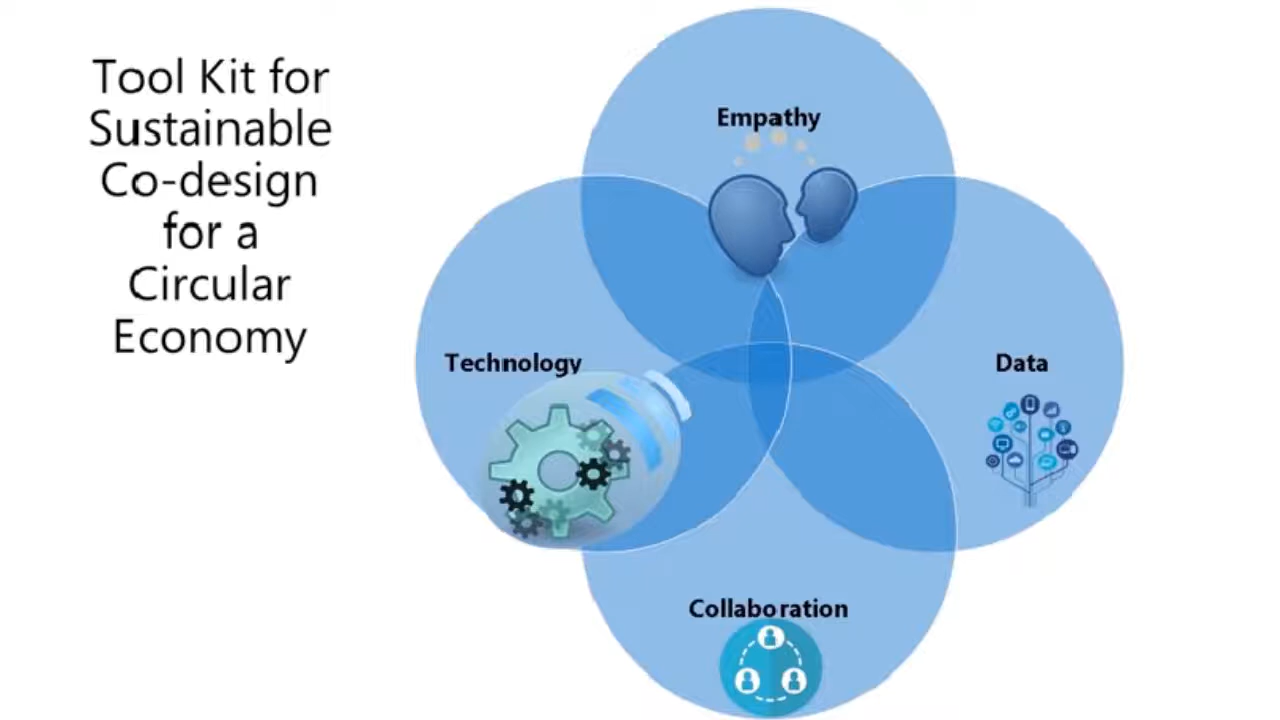 Tool Kit for
Sustainable
Co-design
for a
Circular
Economy
Empathy
Technology
Data
Collaboration